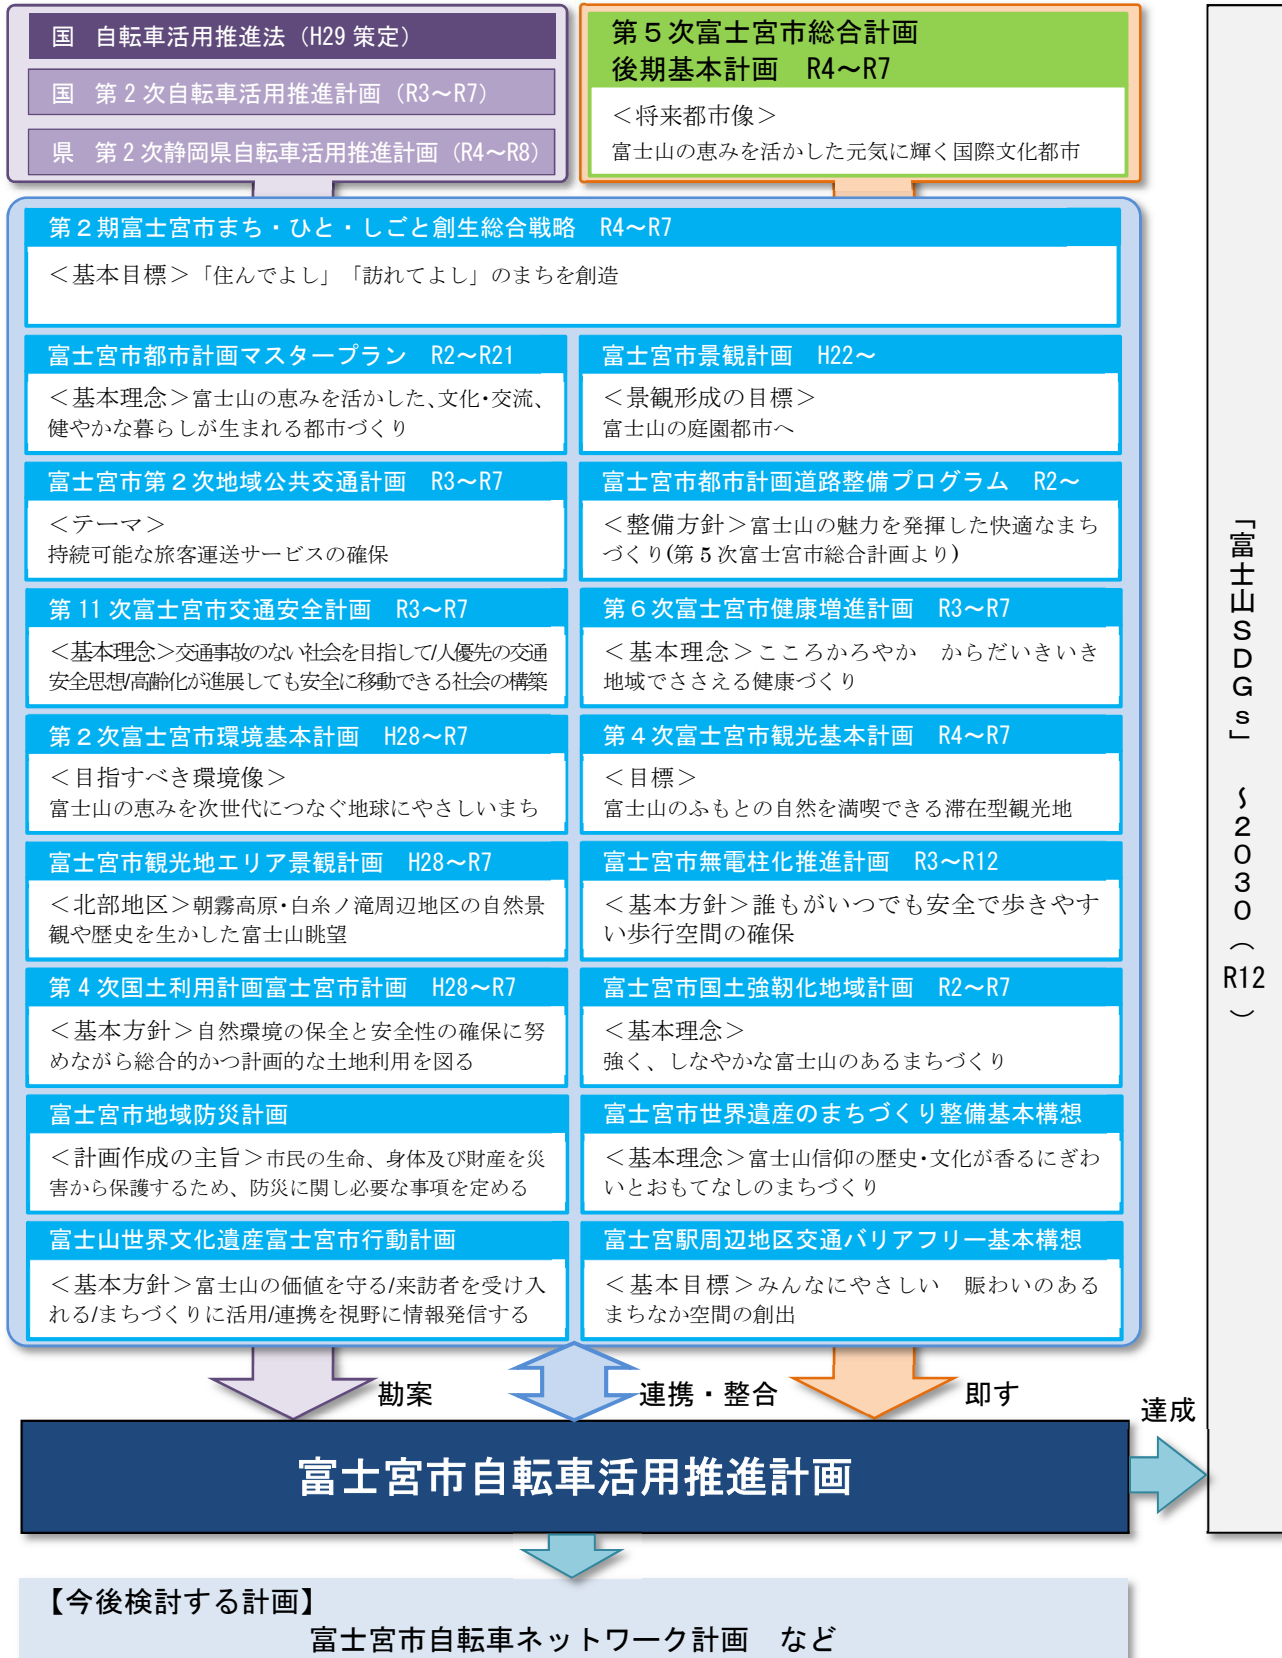 国　自転車活用推進法（H29 策定）
国　第 2 次自転車活用推進計画（R3～R7）
県　第 2 次静岡県自転車活用推進計画（R4～R8）
第５次富士宮市総合計画
後期基本計画　R4～R7
＜将来都市像＞
富士山の恵みを活かした元気に輝く国際文化都市
第２期富士宮市まち・ひと・しごと創生総合戦略　R4～R7
＜基本目標＞「住んでよし」「訪れてよし」のまちを創造
富士宮市都市計画マスタープラン　R2～R21
＜基本理念＞富士山の恵みを活かした、文化・交流、
健やかな暮らしが生まれる都市づくり
富士宮市景観計画　H22～
＜景観形成の目標＞
富士山の庭園都市へ
富士宮市第２次地域公共交通計画　R3～R7
＜テーマ＞
持続可能な旅客運送サービスの確保
富士宮市都市計画道路整備プログラム　R2～
＜整備方針＞富士山の魅力を発揮した快適なまち
づくり(第 5 次富士宮市総合計画より)
第 11 次富士宮市交通安全計画　R3～R7
＜基本理念＞交通事故のない社会を目指して/人優先の交通
安全思想/高齢化が進展しても安全に移動できる社会の構築
第６次富士宮市健康増進計画　R3～R7
＜基本理念＞こころかろやか　からだいきいき
地域でささえる健康づくり
第２次富士宮市環境基本計画　H28～R7
＜目指すべき環境像＞
富士山の恵みを次世代につなぐ地球にやさしいまち
第４次富士宮市観光基本計画　R4～R7
＜目標＞
富士山のふもとの自然を満喫できる滞在型観光地
富士宮市観光地エリア景観計画　H28～R7
＜北部地区＞朝霧高原・白糸ノ滝周辺地区の自然景
観や歴史を生かした富士山眺望
富士宮市無電柱化推進計画　R3～R12
＜基本方針＞誰もがいつでも安全で歩きやす
い歩行空間の確保
第４次国土利用計画富士宮市計画　H28～R7
＜基本方針＞自然環境の保全と安全性の確保に努
めながら総合的かつ計画的な土地利用を図る
富士宮市国土強靭化地域計画　R2～R7
＜基本理念＞
強く、しなやかな富士山のあるまちづくり
富士宮市地域防災計画
＜計画作成の主旨＞市民の生命、身体及び財産を災
害から保護するため、防災に関し必要な事項を定める
富士宮市世界遺産のまちづくり整備基本構想
＜基本理念＞富士山信仰の歴史・文化が香るにぎわ
いとおもてなしのまちづくり
富士山世界文化遺産富士宮市行動計画
＜基本方針＞富士山の価値を守る/来訪者を受け入
れる/まちづくりに活用/連携を視野に情報発信する
富士宮駅周辺地区交通バリアフリー基本構想
＜基本目標＞みんなにやさしい　賑わいのある
まちなか空間の創出
勘案
連携・整合
即す
達成
富士宮市自転車活用推進計画
【今後検討する計画】
富士宮市自転車ネットワーク計画　など
「富士山ＳＤＧｓ」　～２０３０（R12）